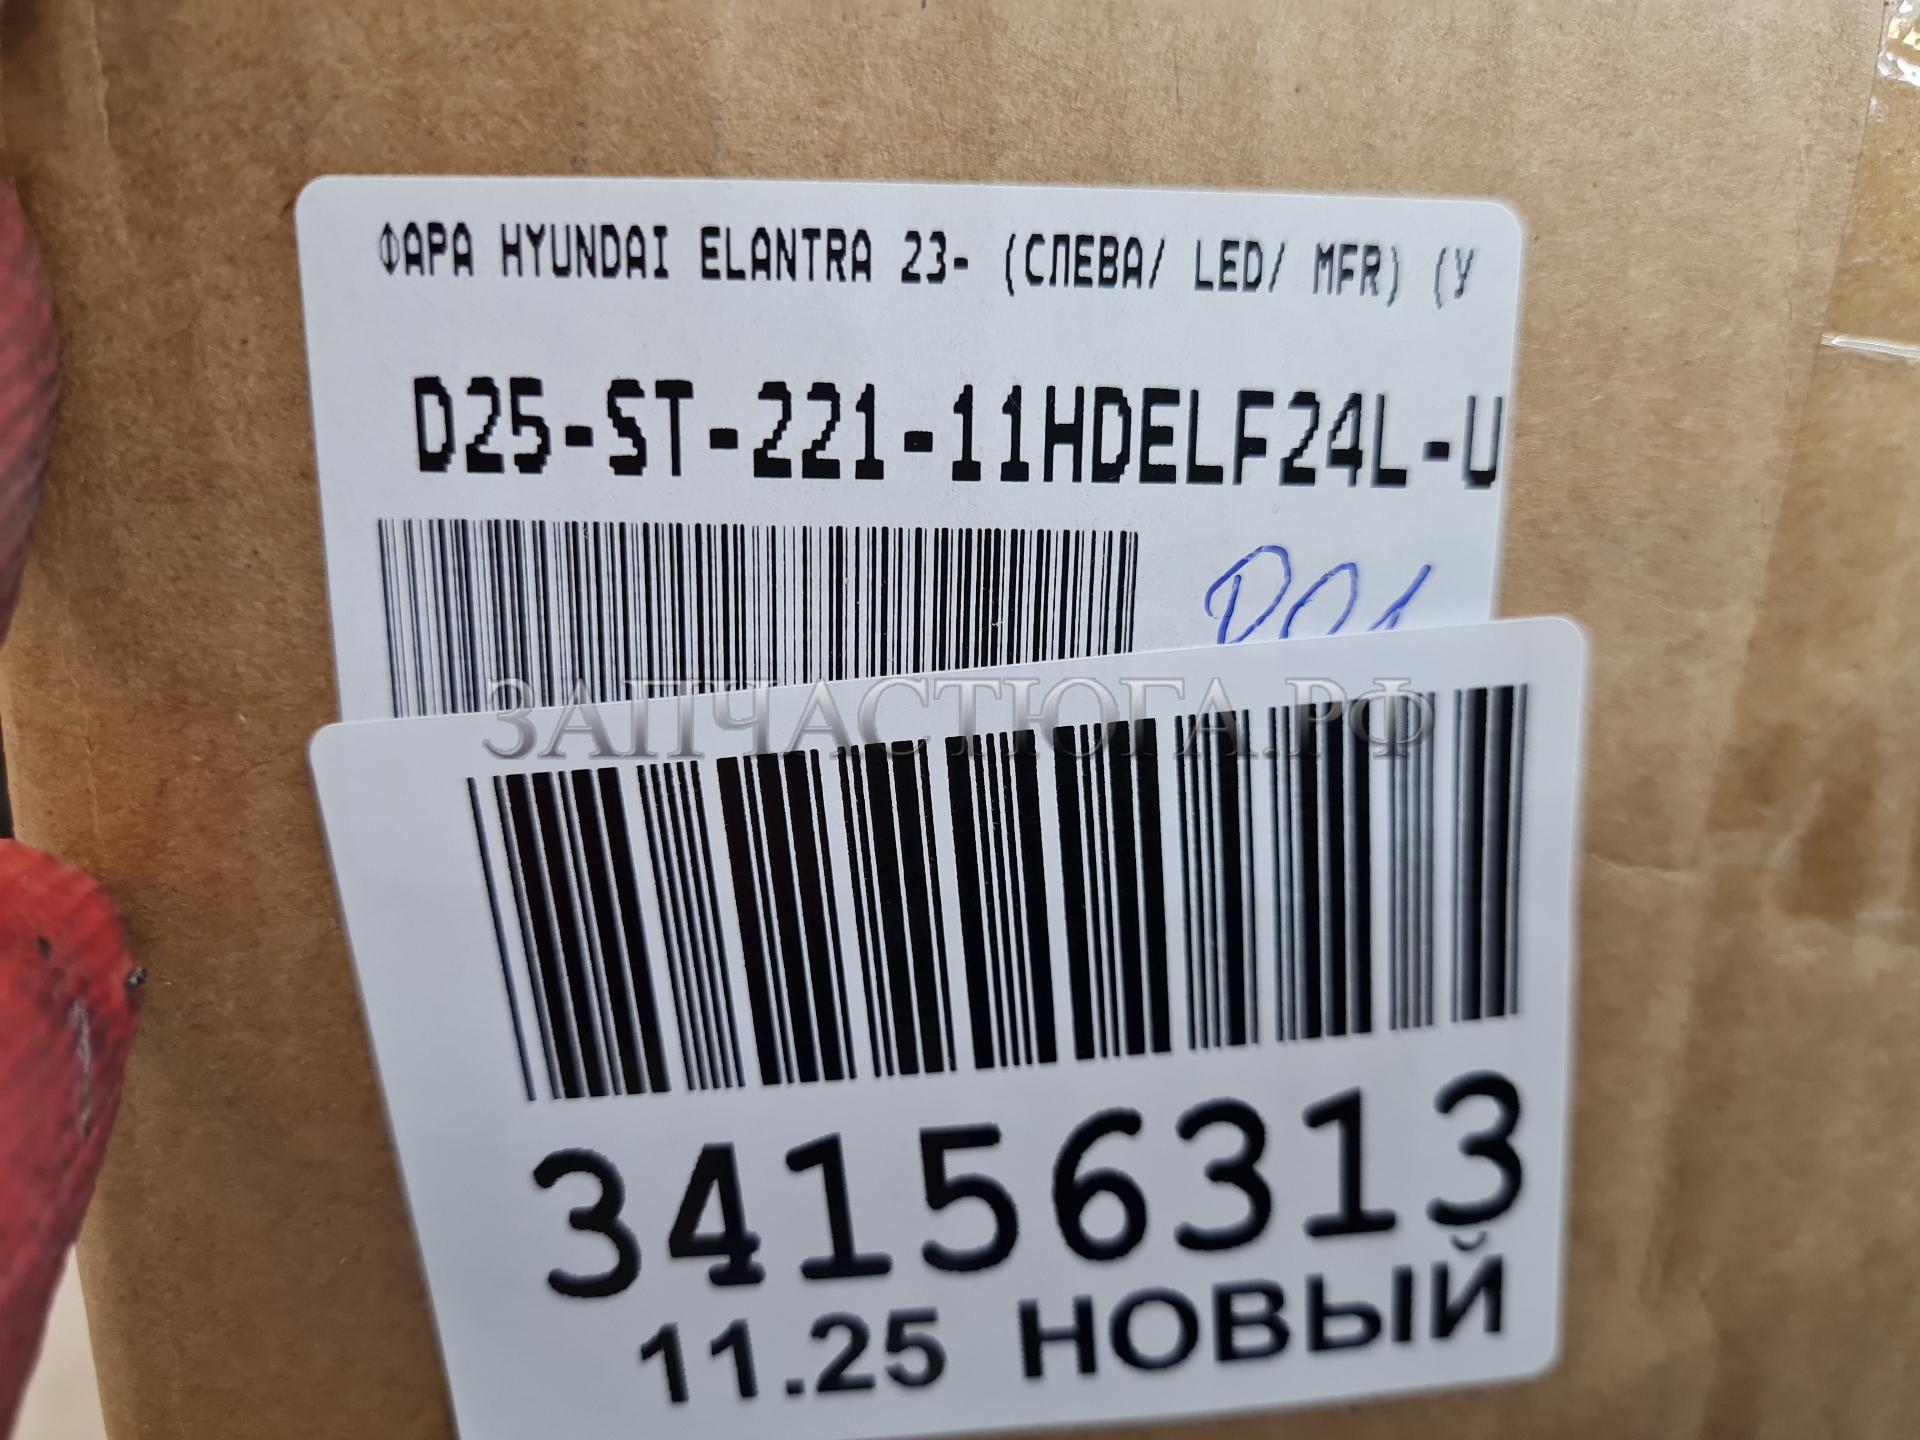 ФАРА HYUNDAI ELANTRA 23- (СЛЕВА/ LED/ MFR) (У
D25-ST-221-11HDELF24L-U
ЗАПЧАСТЮГА.РФ
34156313
11.25 НОВЫЙ